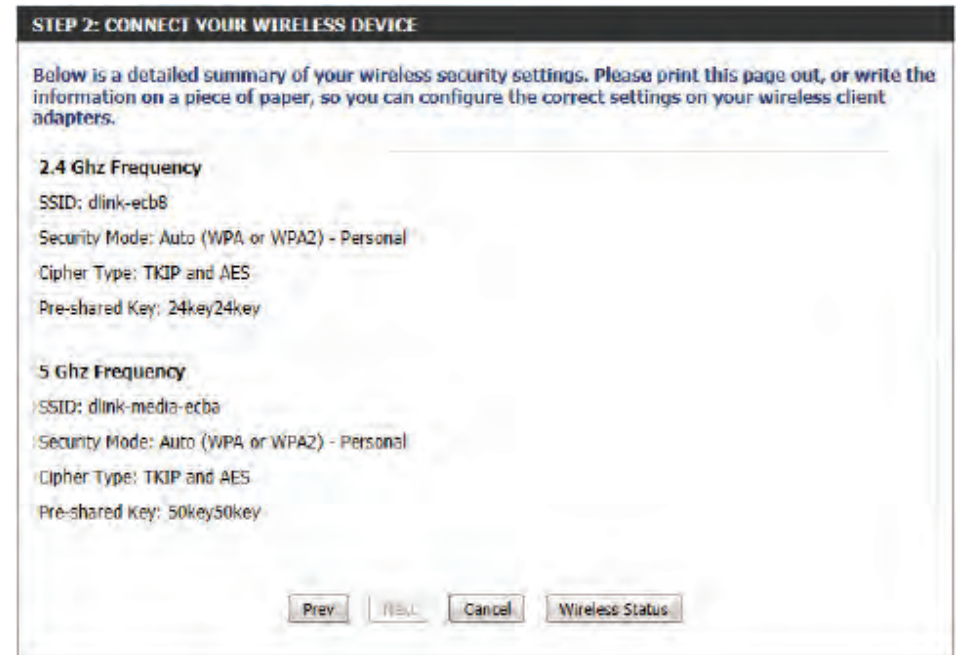 STEP 2: CONNECT YOUR WIRELESS DEVICE
Below is a detailed summary of your wireless security settings. Please print this page out, or write the
information on a piece of paper, so you can configure the correct settings on your wireless client
adapters.
2.4 Ghz Frequency
SSID: dlink-ecb8
Security Mode: Auto (WPA or WPA2) - Personal
Cipher Type: TKIP and AES
Pre-shared Key: 24key24key
5 Ghz Frequency
SSID: dlink-media-ecba
Security Mode: Auto (WPA or WPA2) - Personal
Cipher Type: TKIP and AES
Pre-shared Key: 50key50key
Prev Next Cancel Wireless Status